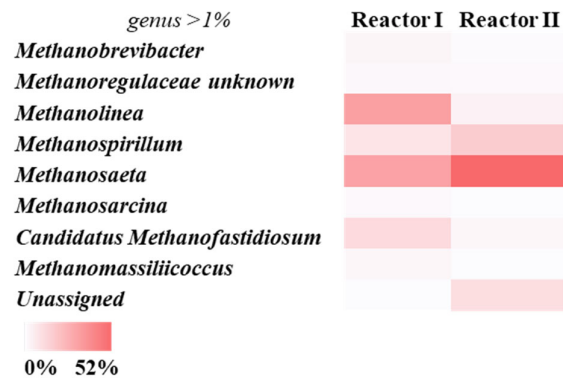 genus >1% Reactor I Reactor II
Methanobrevibacter
Methanoregulaceae unknown
Methanolinea
Methanospirillum
Methanosaeta
Methanosarcina
Candidatus Methanofastidiosum
Methanomassiliicoccus
Unassigned
0% 52%